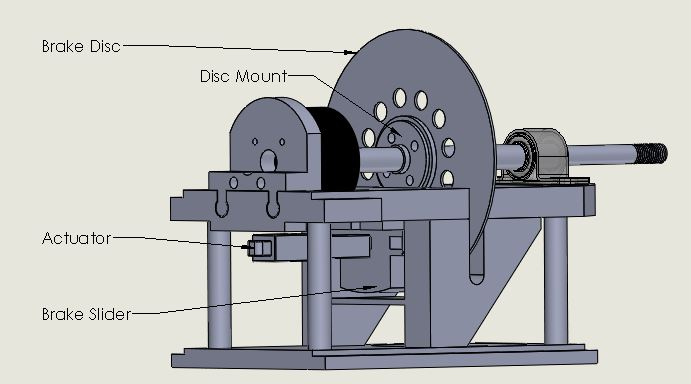 Brake Disc
Disc Mount
Actuator
Brake Slider